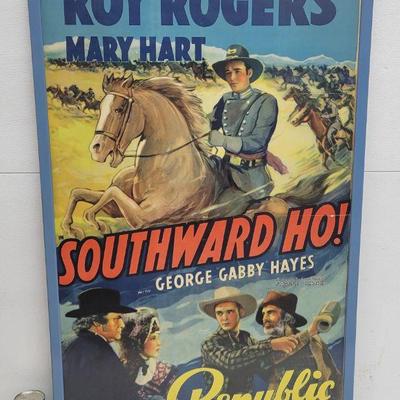 ROY ROGERS
MARY HART
SOUTHWARD HO!
GEORGE GABBY HAYES
Republic